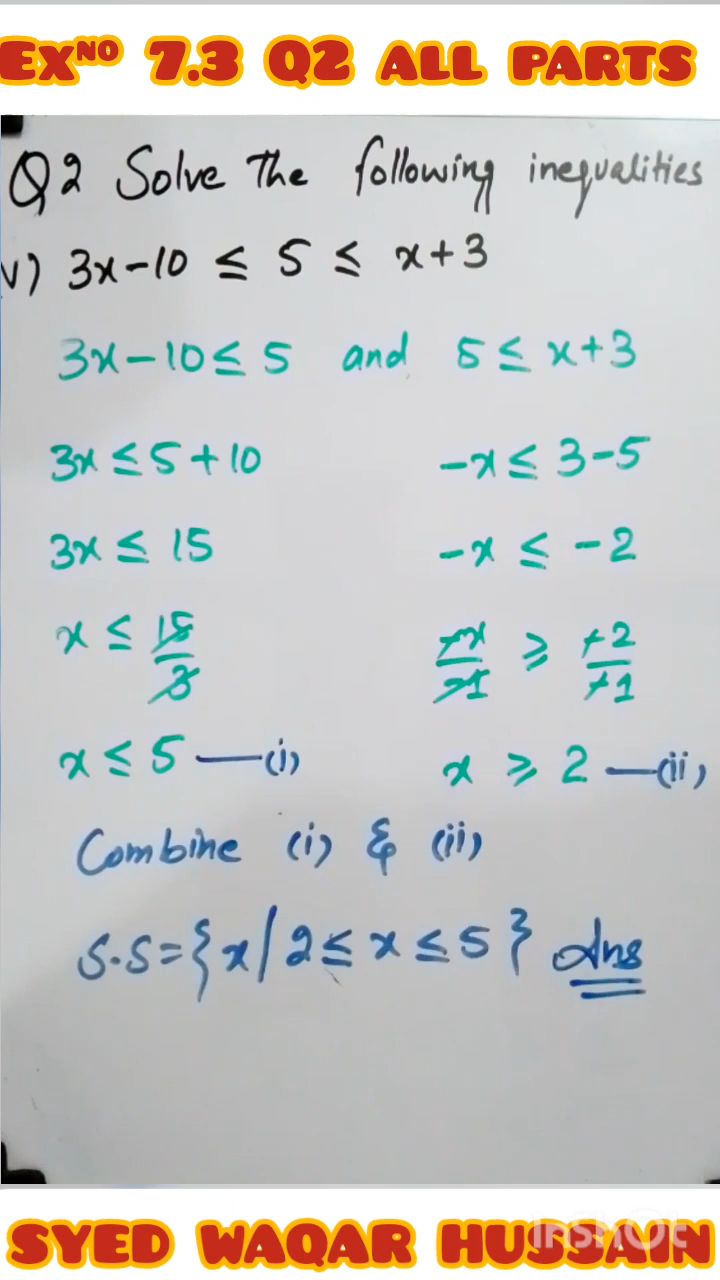 Exᴺᴼ 7.3 Q2 ALL PARTS
Q2 Solve The following inequalities
V) 3x-10 ≤ 5 ≤ x+3
3x-10 ≤ 5 and 5 ≤ x+3
3x ≤ 5+10 -x ≤ 3-5
3x ≤ 15 -x ≤ -2
x ≤ 15/3 -x/-1 ≥ -2/-1
x ≤ 5 —(i) x ≥ 2 —(ii)
Combine (i) & (ii)
S.S={x/2≤x≤5} Ans
SYED WAQAR HUSSAIN
inshot